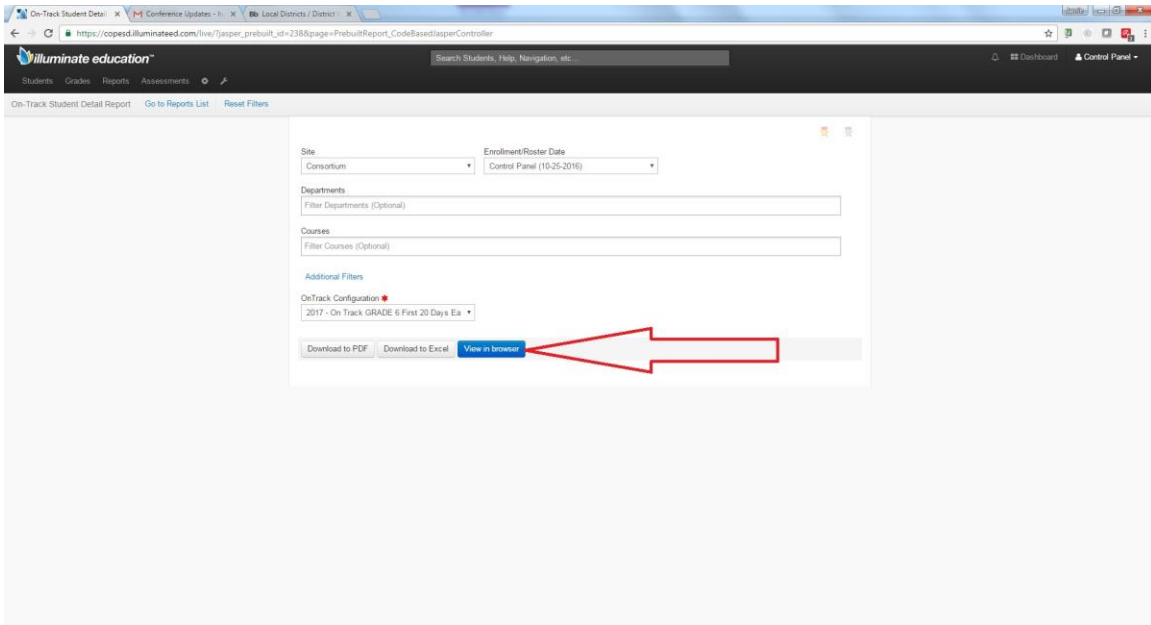 On-Track Student Detail
Conference Updates - 
Bb Local Districts / District
https://copesd.illuminateed.com/live/?jasper_prebuilt_id=238&page=PrebuiltReport_CodeBasedJasperController
illuminate education™
Search Students, Help, Navigation, etc...
Dashboard
Control Panel
Students Grades Reports Assessments
On-Track Student Detail Report Go to Reports List Reset Filters
Site
Enrollment/Roster Date
Consortium
Control Panel (10-25-2016)
Departments
Filter Departments (Optional)
Courses
Filter Courses (Optional)
Additional Filters
OnTrack Configuration *
2017 - On Track GRADE 6 First 20 Days Ea
Download to PDF Download to Excel View in browser